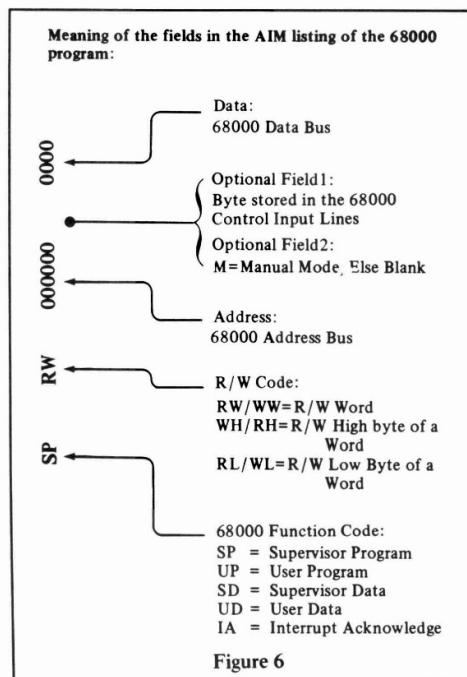 Meaning of the fields in the AIM listing of the 68000
program:
0000
Data:
68000 Data Bus
Optional Field1:
Byte stored in the 68000
Control Input Lines
Optional Field2:
M=Manual Mode, Else Blank
000000
Address:
68000 Address Bus
RW
R/W Code:
RW/WW=R/W Word
WH/RH=R/W High byte of a
Word
RL/WL=R/W Low Byte of a
Word
SP
68000 Function Code:
SP = Supervisor Program
UP = User Program
SD = Supervisor Data
UD = User Data
IA = Interrupt Acknowledge
Figure 6